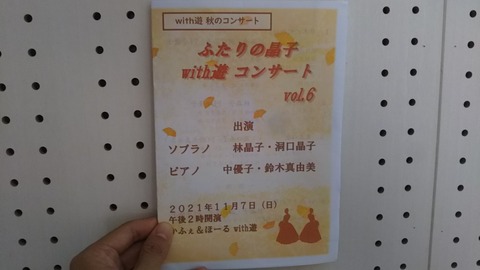 with遊 秋のコンサート
ふたりの晶子
with遊 コンサート
vol.6
出演
ソプラノ 林晶子・洞口晶子
ピアノ 中優子・鈴木真由美
２０２１年１１月７日（日）
午後２時開演
かふぇ＆ほーる with遊